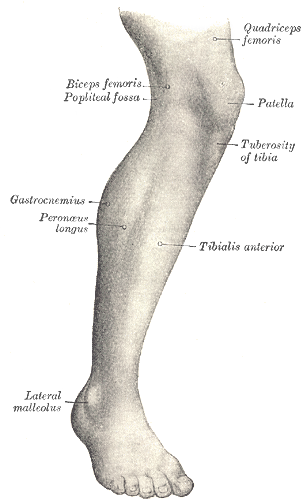 Quadriceps
femoris
Biceps femoris
Popliteal fossa
Patella
Tuberosity
of tibia
Gastrocnemius
Peronæus
longus
Tibialis anterior
Lateral
malleolus